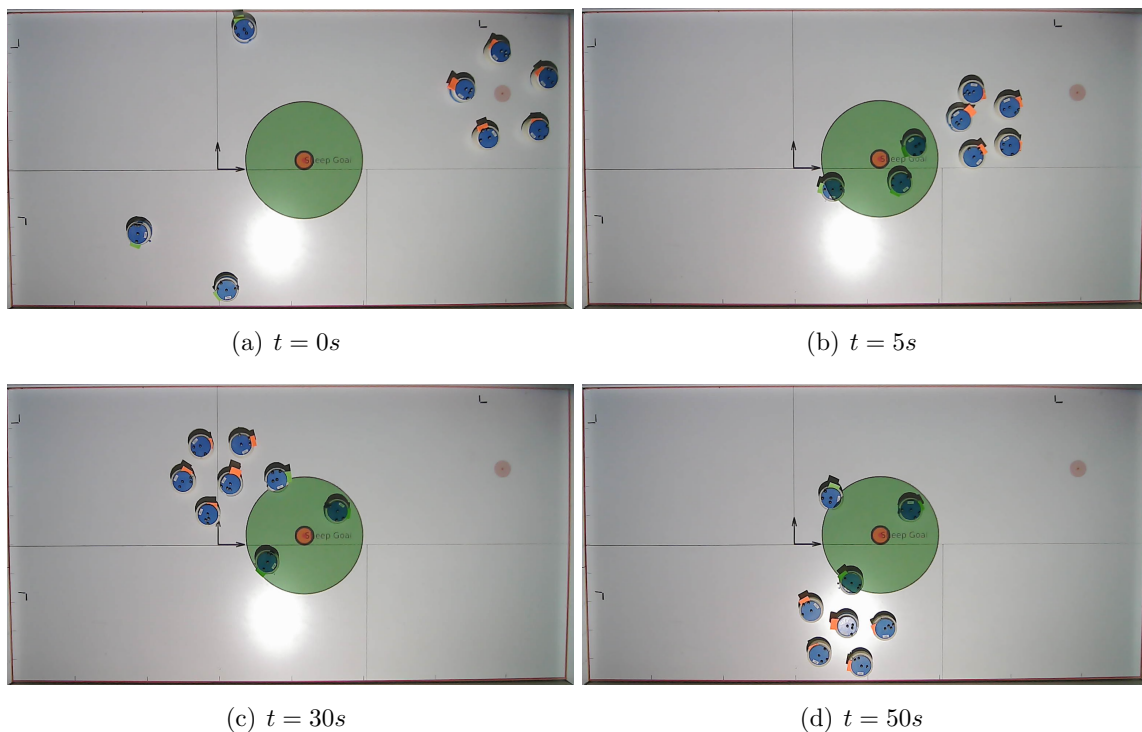 Sheep Goal
Sheep Goal
(a) t = 0s
(b) t = 5s
Sheep Goal
Sheep Goal
(c) t = 30s
(d) t = 50s